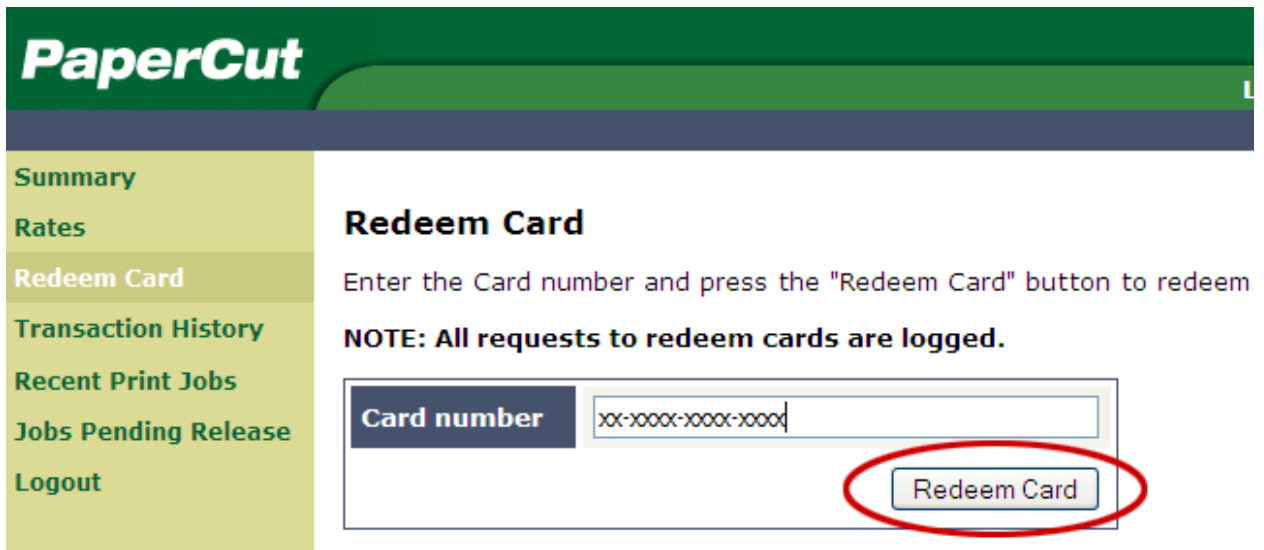 PaperCut
L
Summary
Rates
Redeem Card
Transaction History
Recent Print Jobs
Jobs Pending Release
Logout
Redeem Card
Enter the Card number and press the "Redeem Card" button to redeem.
NOTE: All requests to redeem cards are logged.
Card number
xx-xxxx-xxxx-xxxx
Redeem Card